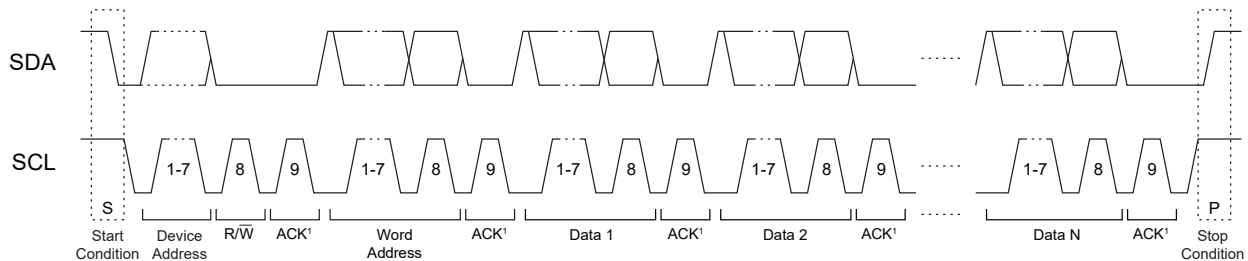 SDA
SCL
1-7 8 9 1-7 8 9 1-7 8 9 1-7 8 9 1-7 8 9
S P
Start Condition
Device Address
R/W̅
ACK¹
Word Address
ACK¹
Data 1
ACK¹
Data 2
ACK¹
Data N
ACK¹
Stop Condition